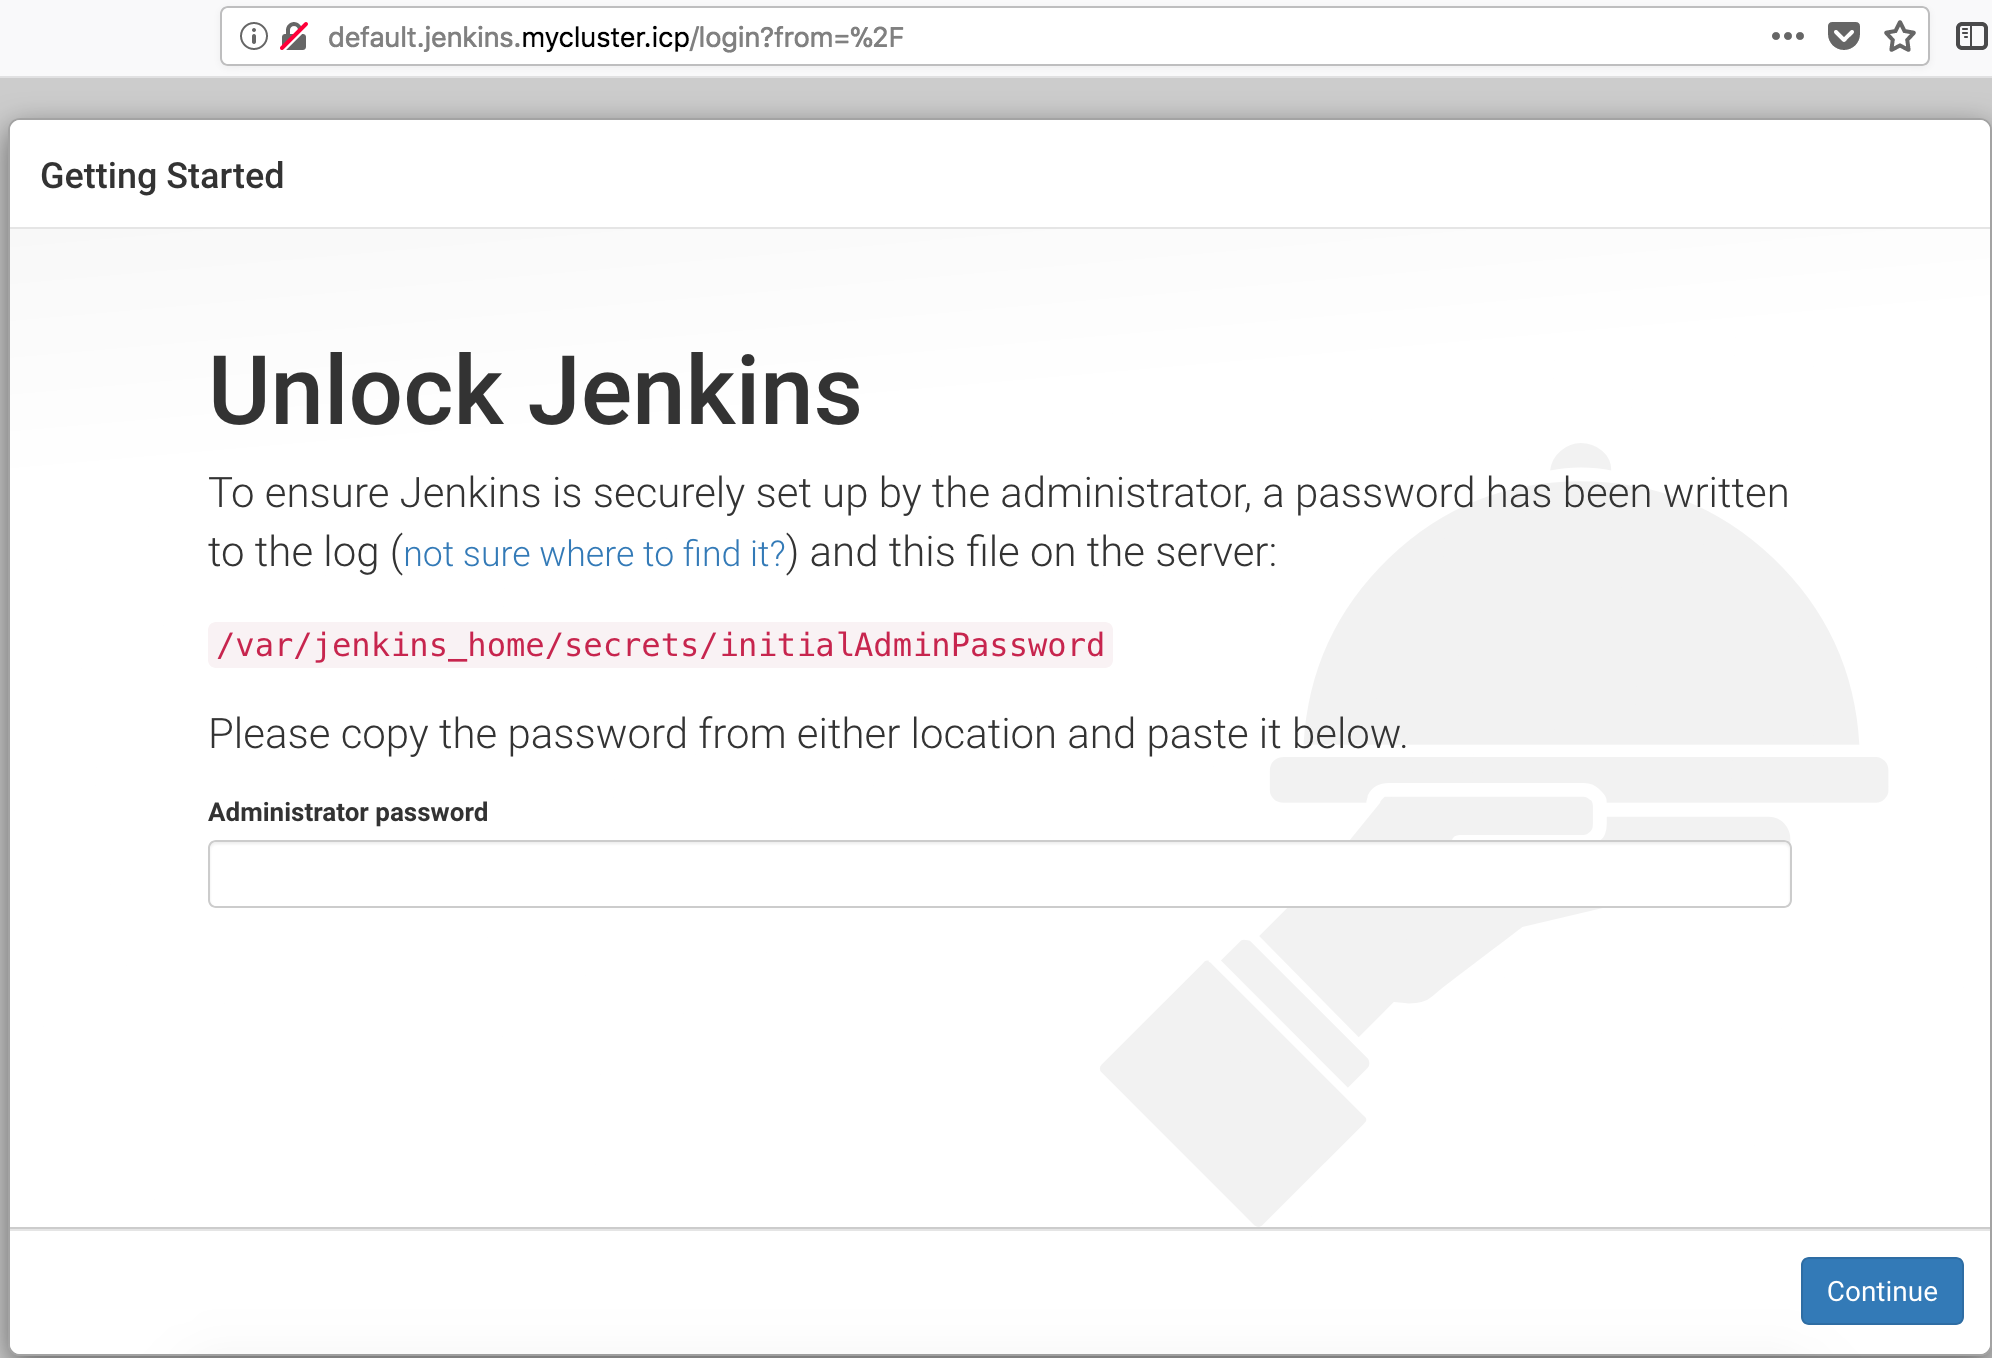 default.jenkins.mycluster.icp/login?from=%2F
Getting Started
Unlock Jenkins
To ensure Jenkins is securely set up by the administrator, a password has been written
to the log (not sure where to find it?) and this file on the server:
/var/jenkins_home/secrets/initialAdminPassword
Please copy the password from either location and paste it below.
Administrator password
Continue